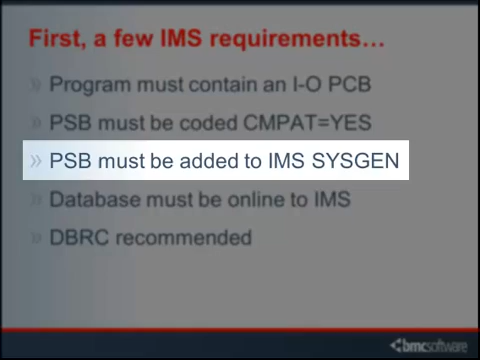 First, a few IMS requirements…
» Program must contain an I-O PCB
» PSB must be coded CMPAT=YES
» PSB must be added to IMS SYSGEN
» Database must be online to IMS
» DBRC recommended
bmcsoftware